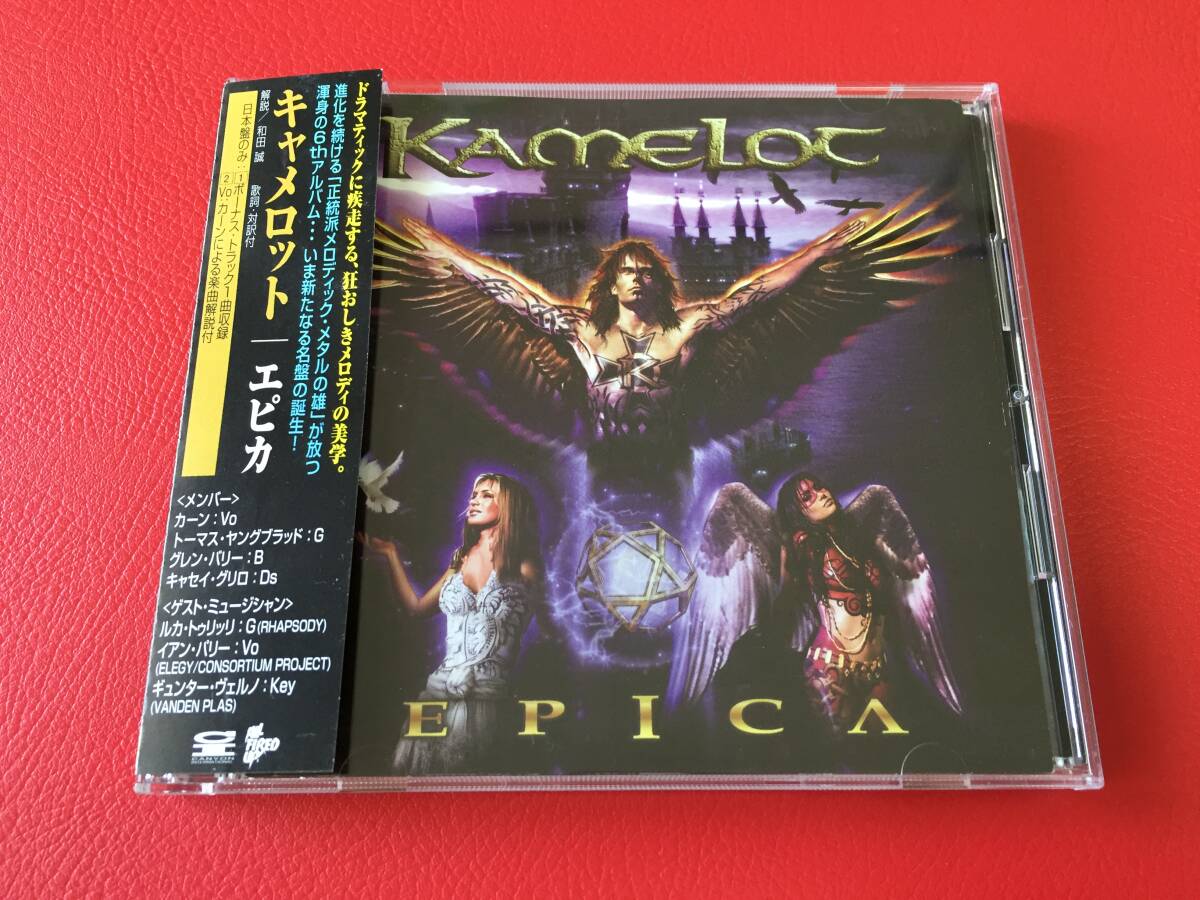 ドラマティックに疾走する、狂おしきメロディの美学。
進化を続ける「正統派メロディック・メタルの雄」が放つ
渾身の6thアルバム… いま新たなる名盤の誕生!
キャメロット|エピカ
解説/和田 誠 歌詞・対訳付
日本盤のみ:1ボーナス・トラック1曲収録
2Vo.カーンによる楽曲解説付
<メンバー>
カーン:Vo
トーマス・ヤングブラッド:G
グレン・バリー:B
キャセイ・グリロ:Ds
<ゲスト・ミュージシャン>
ルカ・トゥリッリ:G(RHAPSODY)
イアン・パリー:Vo
(ELEGY/CONSORTIUM PROJECT)
ギュンター・ヴェルノ:Key
(VANDEN PLAS)
CANYON
FIRED UP
KAMELOT
EPICA